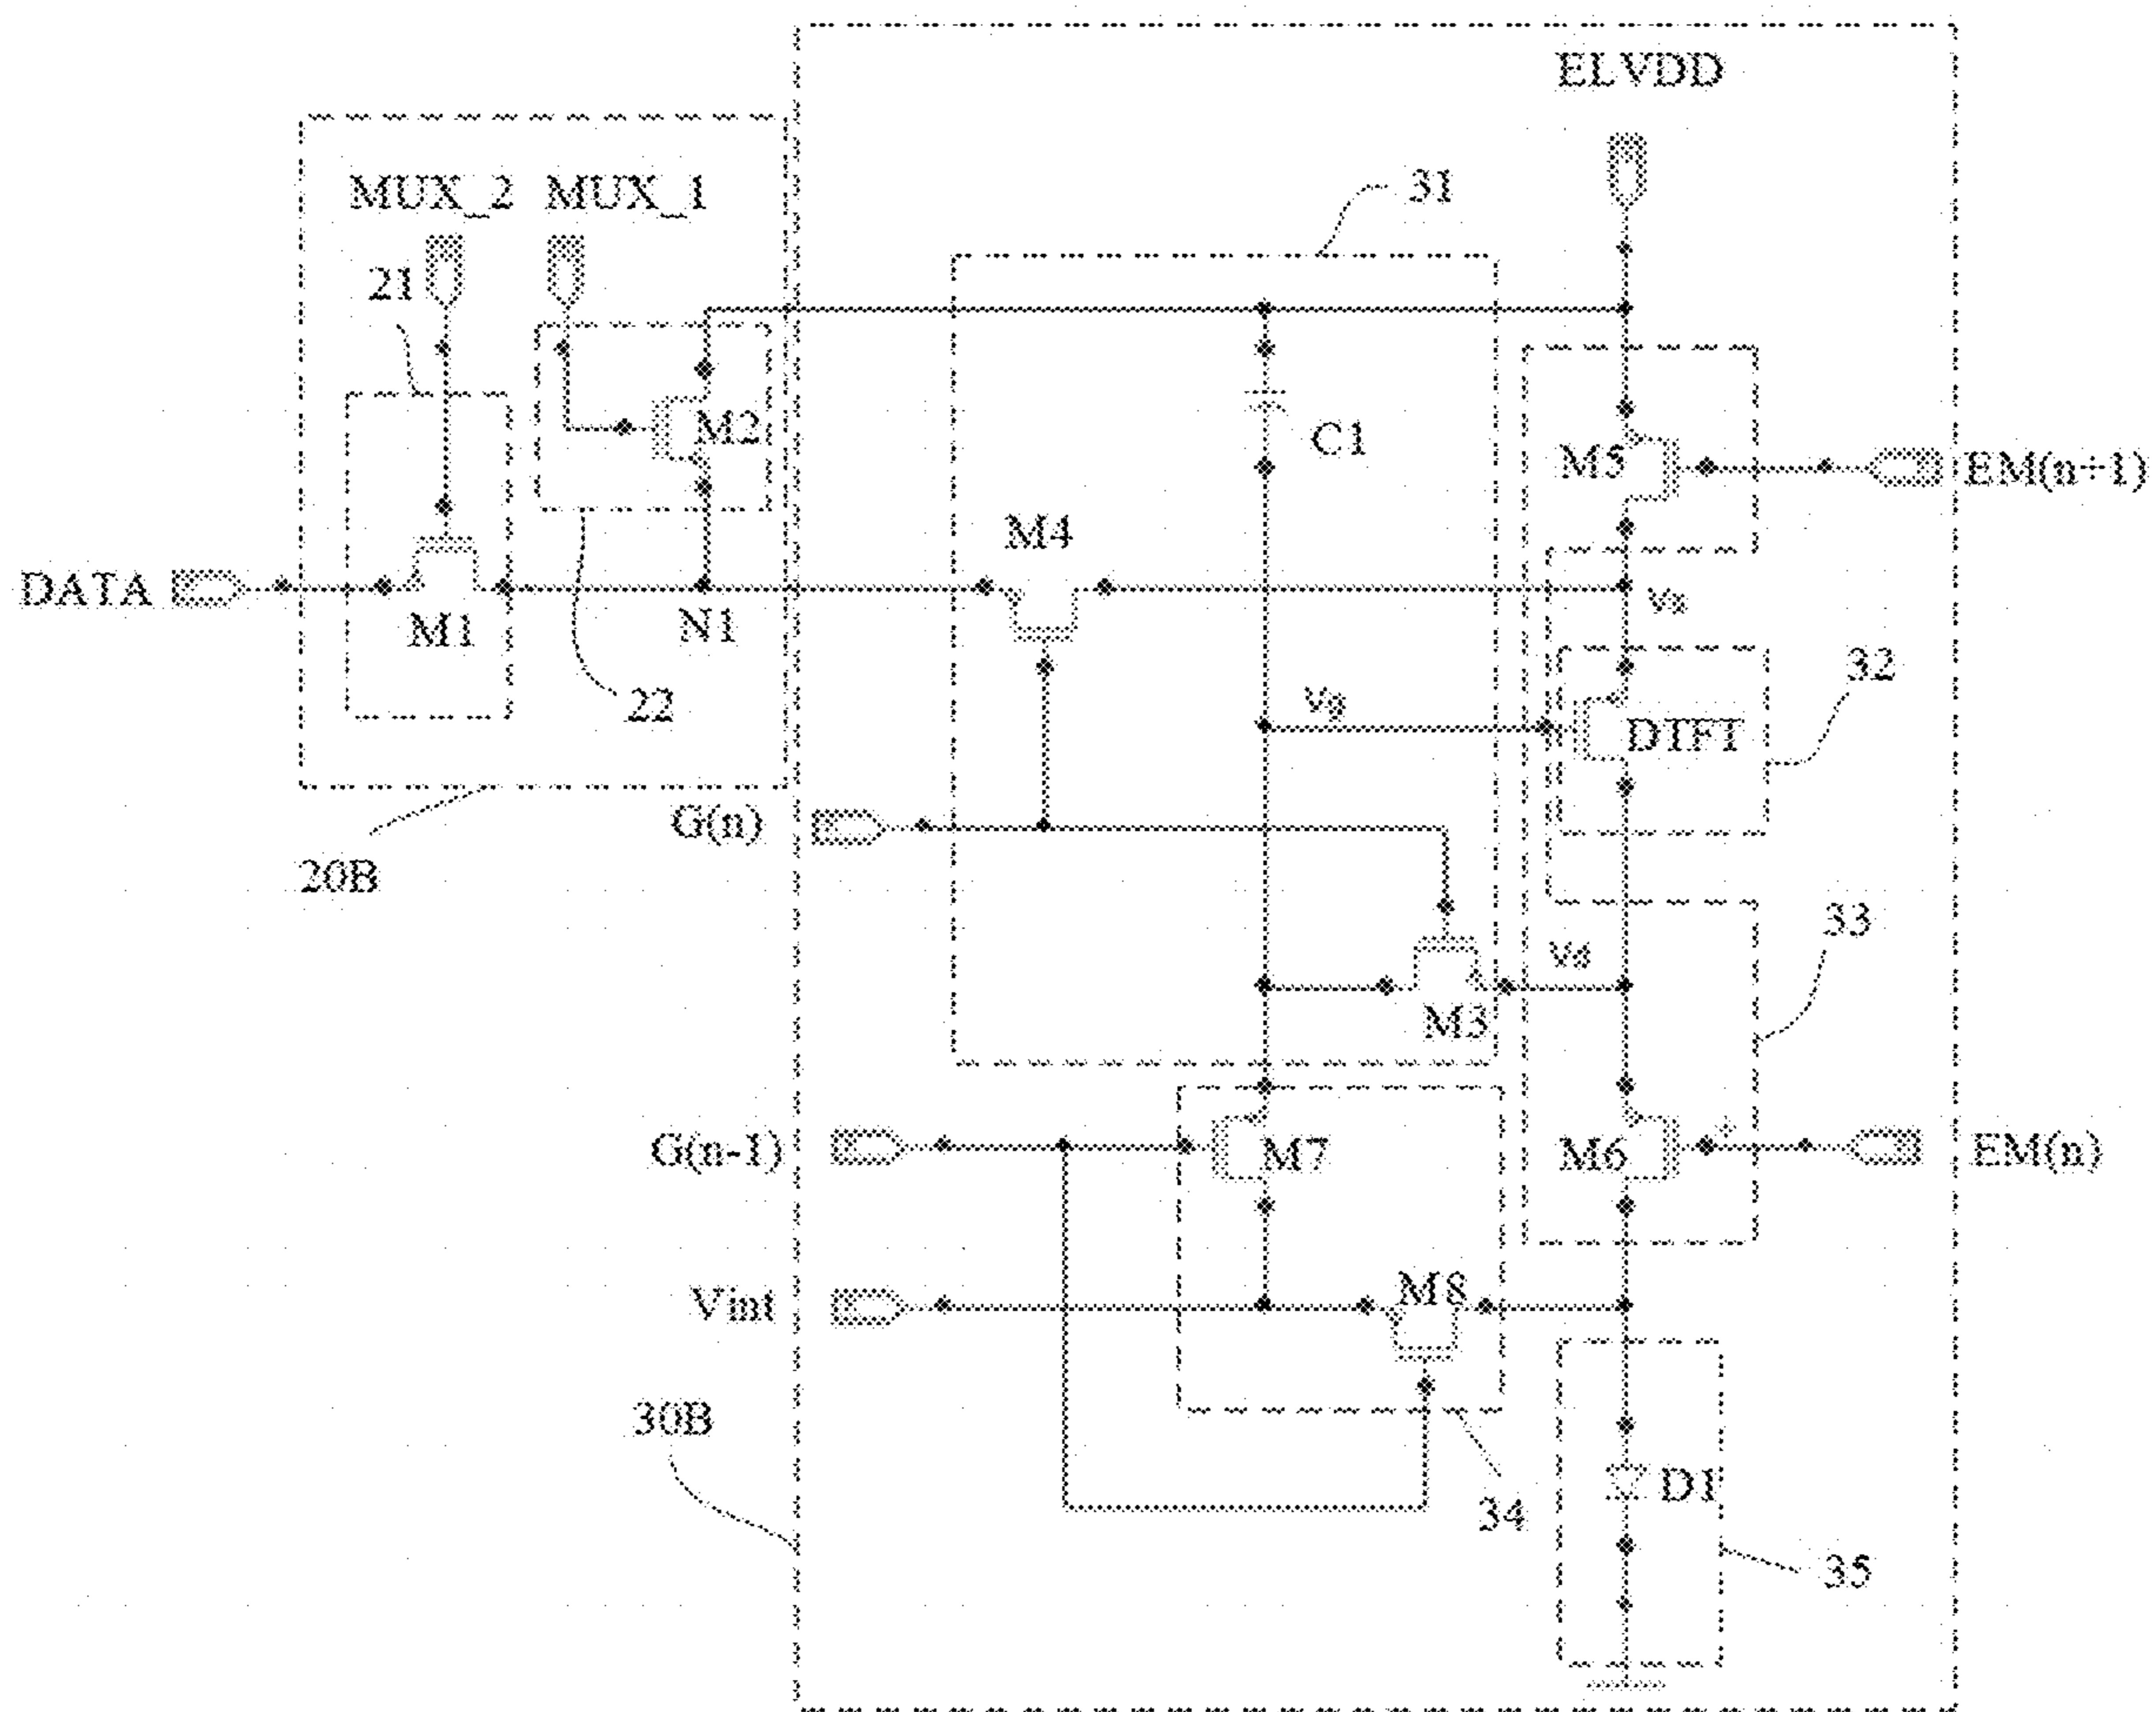 ELVDD
MUX_2 MUX_1
31
21
M2
C1
M5
EM(n+1)
M4
DATA
M1
N1
Vs
22
Vg
DTFT
32
G(n)
20B
33
Vd
M3
G(n-1)
M7
M6
EM(n)
Vint
M8
30B
D1
34
35